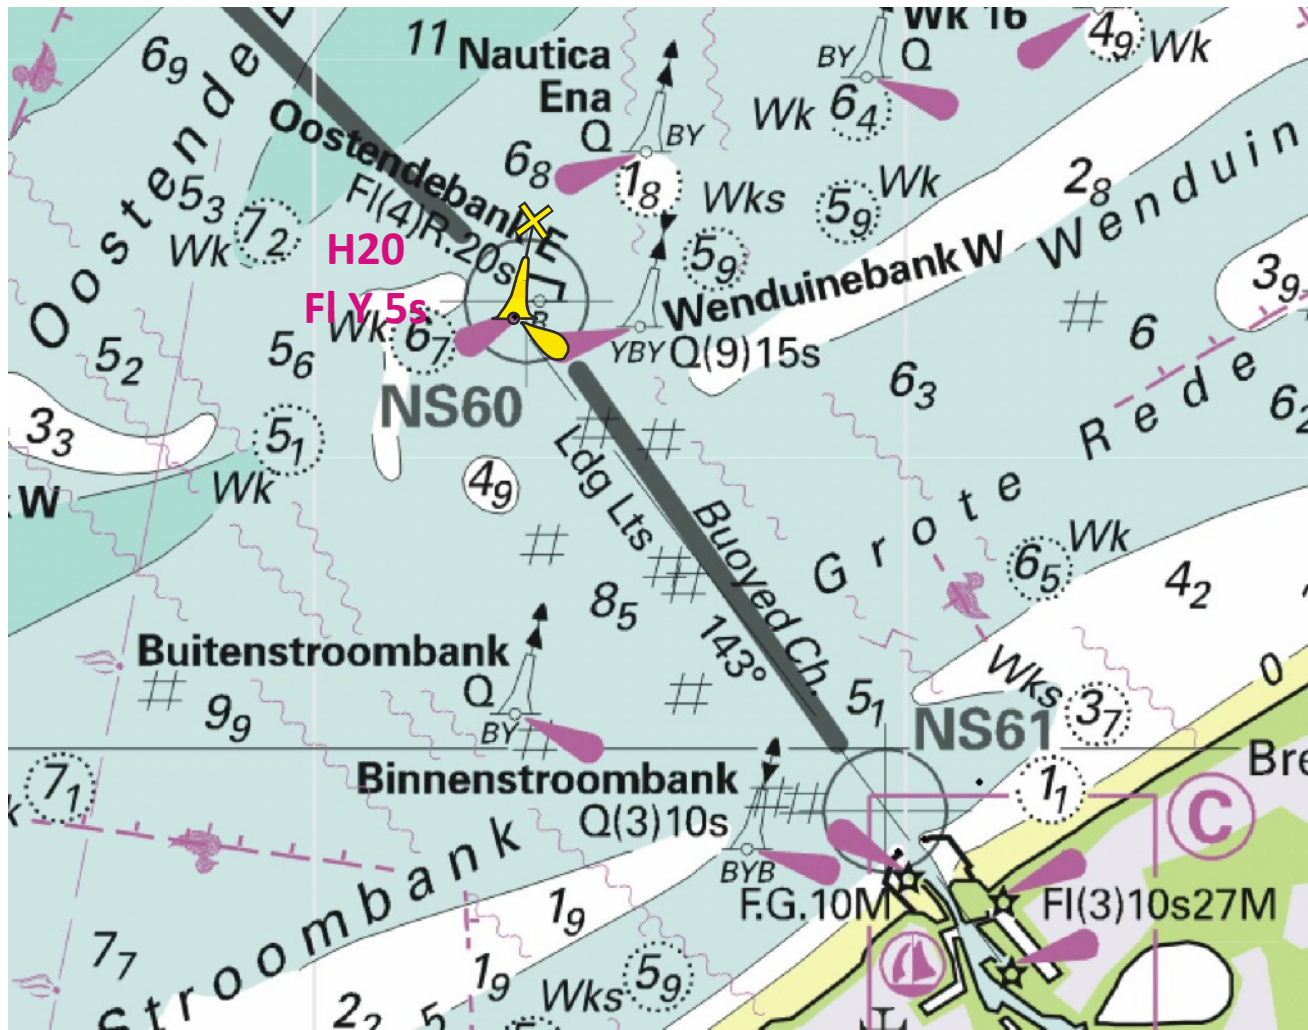 6₉
11
Nautica
Ena
Q
BY
Wk 16
BY
Q
4₉
Wk
Wk
6₄
Oostende
Oostendebank E
Fl(4)R.20s
6₈
1₈
Wks
5₉
Wk
2₈
Wenduin
5₃
7₂
Wk
H20
Fl Y 5s
5₉
Wenduinebank W
Q(9)15s
YBY
R
3₉
Wk
6₇
5₂
5₆
6
NS60
6₃
Rede
6₂
3₃
5₁
Wk
W
4₉
Ldg Lts
143°
Buoyed Ch.
Grote
6₅
Wk
4₂
8₅
Buitenstroombank
Q
BY
9₉
5₁
Wks
3₇
0
NS61
Bre
7₁
k
Binnenstroombank
Q(3)10s
BYB
1₁
C
F.G.10M
Fl(3)10s27M
Stroombank
1₉
7₇
1₉
5₉
Wks
2₂
5
5